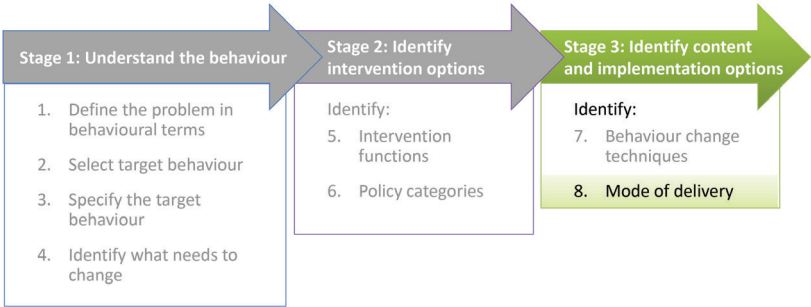 Stage 1: Understand the behaviour
1. Define the problem in
behavioural terms
2. Select target behaviour
3. Specify the target
behaviour
4. Identify what needs to
change
Stage 2: Identify
intervention options
Identify:
5. Intervention
functions
6. Policy categories
Stage 3: Identify content
and implementation options
Identify:
7. Behaviour change
techniques
8. Mode of delivery